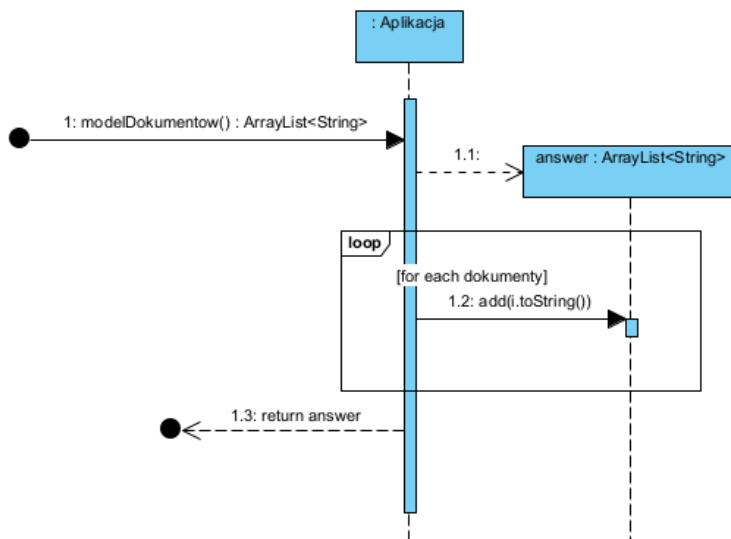 : Aplikacja
1: modelDokumentow() : ArrayList<String>
1.1:
answer : ArrayList<String>
loop
[for each dokumenty]
1.2: add(i.toString())
1.3: return answer